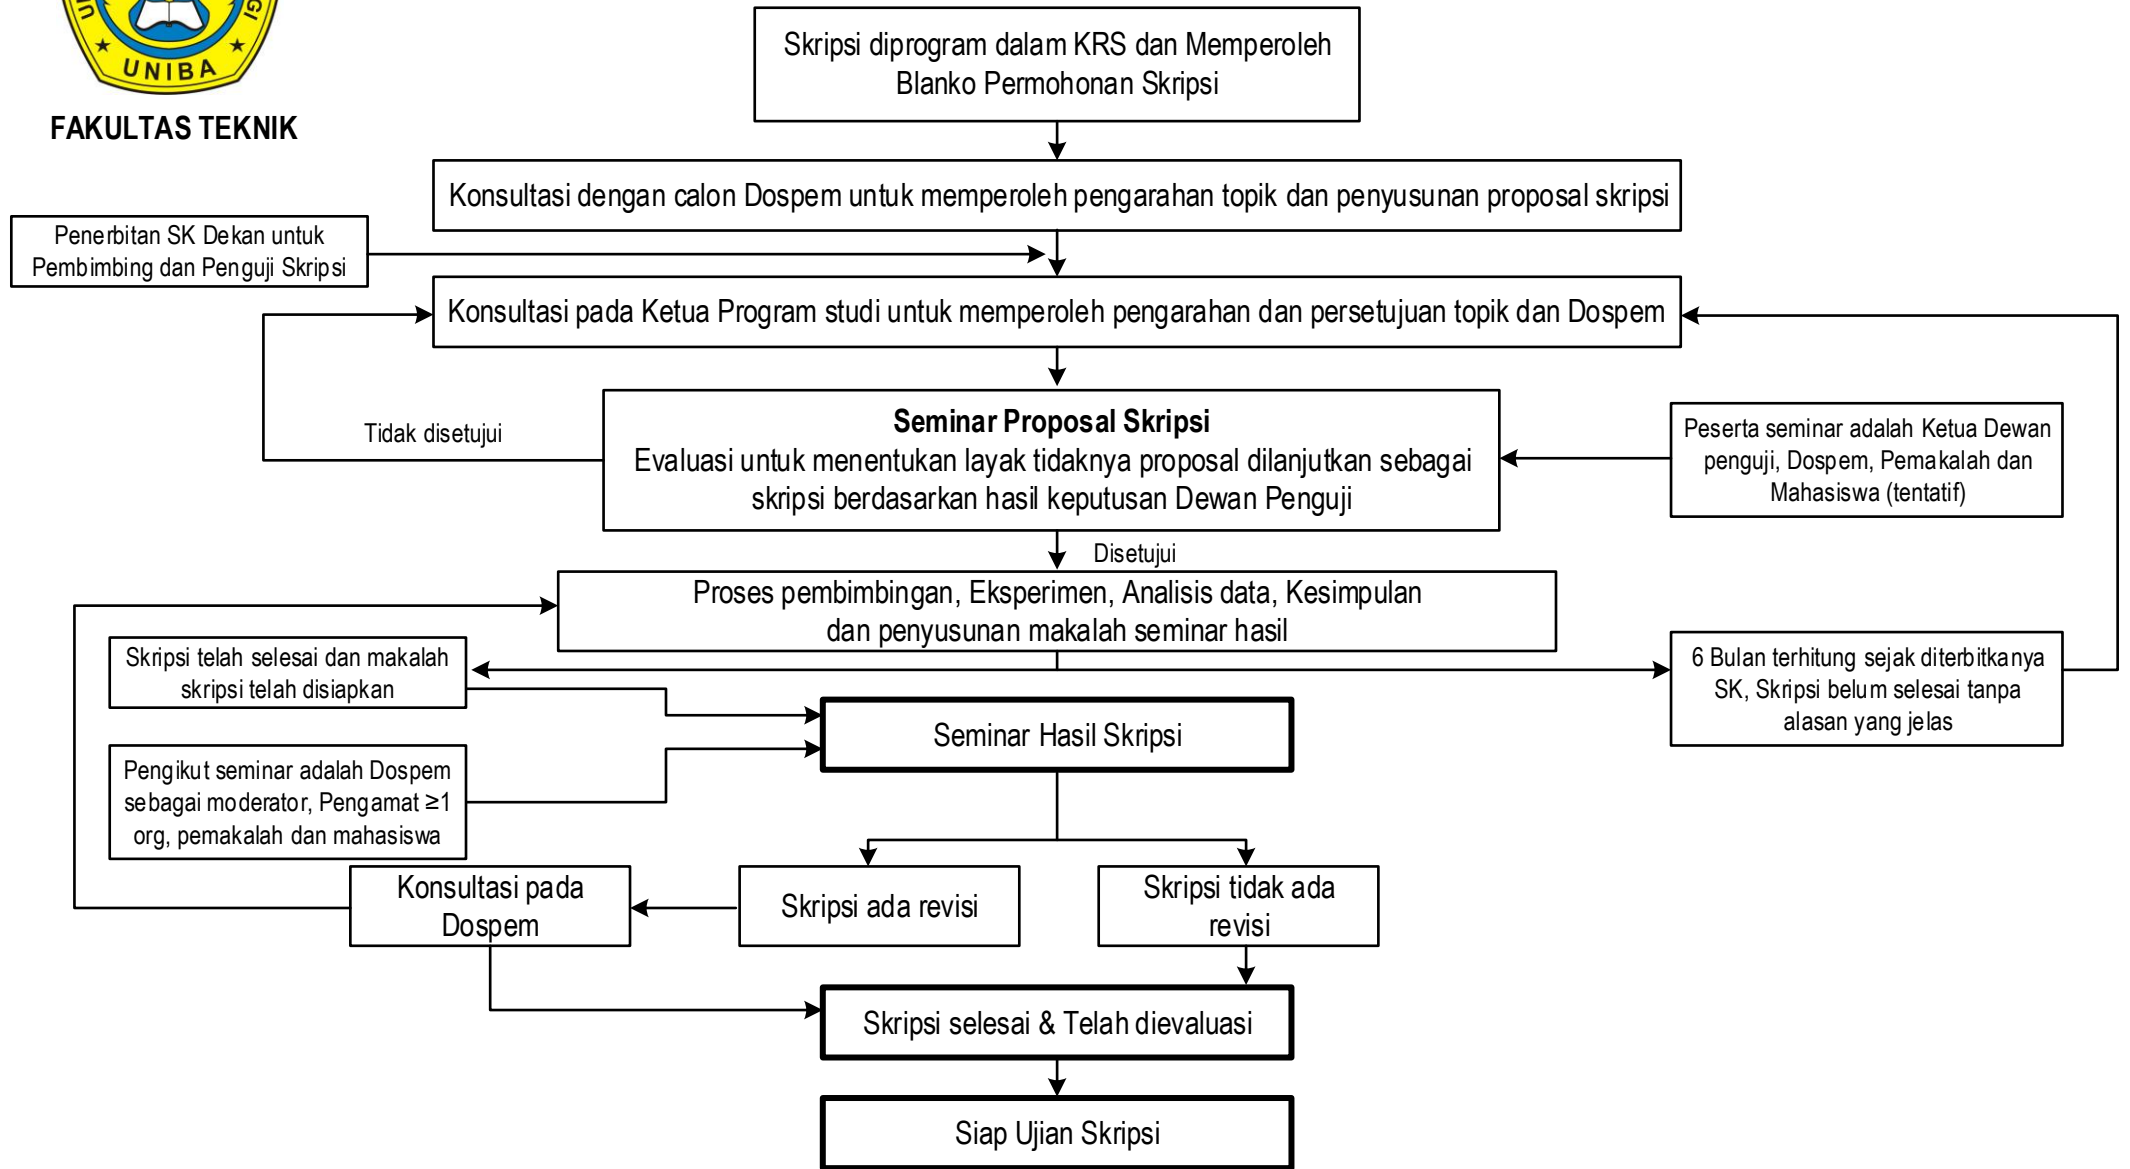 UNIBA
FAKULTAS TEKNIK
Skripsi diprogram dalam KRS dan Memperoleh
Blanko Permohonan Skripsi
Konsultasi dengan calon Dospem untuk memperoleh pengarahan topik dan penyusunan proposal skripsi
Penerbitan SK Dekan untuk
Pembimbing dan Penguji Skripsi
Konsultasi pada Ketua Program studi untuk memperoleh pengarahan dan persetujuan topik dan Dospem
Tidak disetujui
Seminar Proposal Skripsi
Evaluasi untuk menentukan layak tidaknya proposal dilanjutkan sebagai
skripsi berdasarkan hasil keputusan Dewan Penguji
Peserta seminar adalah Ketua Dewan
penguji, Dospem, Pemakalah dan
Mahasiswa (tentatif)
Disetujui
Proses pembimbingan, Eksperimen, Analisis data, Kesimpulan
dan penyusunan makalah seminar hasil
Skripsi telah selesai dan makalah
skripsi telah disiapkan
6 Bulan terhitung sejak diterbitkanya
SK, Skripsi belum selesai tanpa
alasan yang jelas
Seminar Hasil Skripsi
Pengikut seminar adalah Dospem
sebagai moderator, Pengamat ≥1
org, pemakalah dan mahasiswa
Konsultasi pada
Dospem
Skripsi ada revisi
Skripsi tidak ada
revisi
Skripsi selesai & Telah dievaluasi
Siap Ujian Skripsi